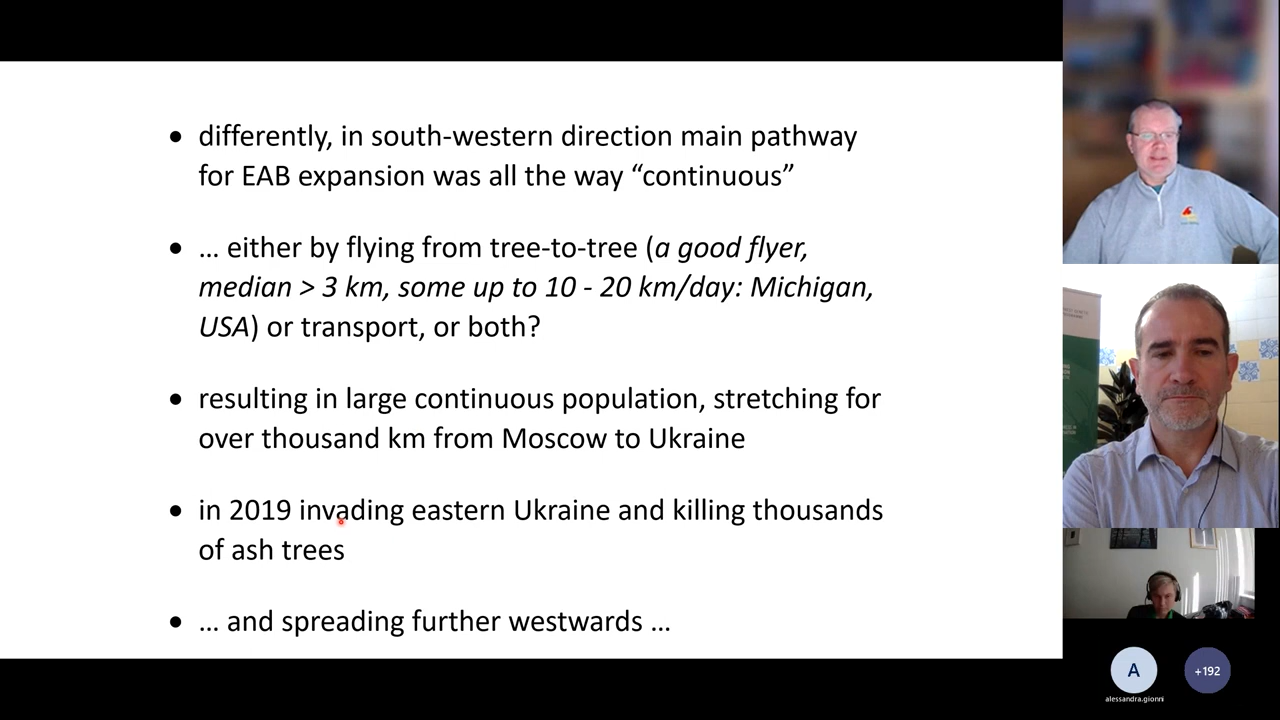 • differently, in south-western direction main pathway
for EAB expansion was all the way “continuous”
• … either by flying from tree-to-tree (a good flyer,
median > 3 km, some up to 10 - 20 km/day: Michigan,
USA) or transport, or both?
• resulting in large continuous population, stretching for
over thousand km from Moscow to Ukraine
• in 2019 invading eastern Ukraine and killing thousands
of ash trees
• … and spreading further westwards …
A
+192
alessandra.gionni